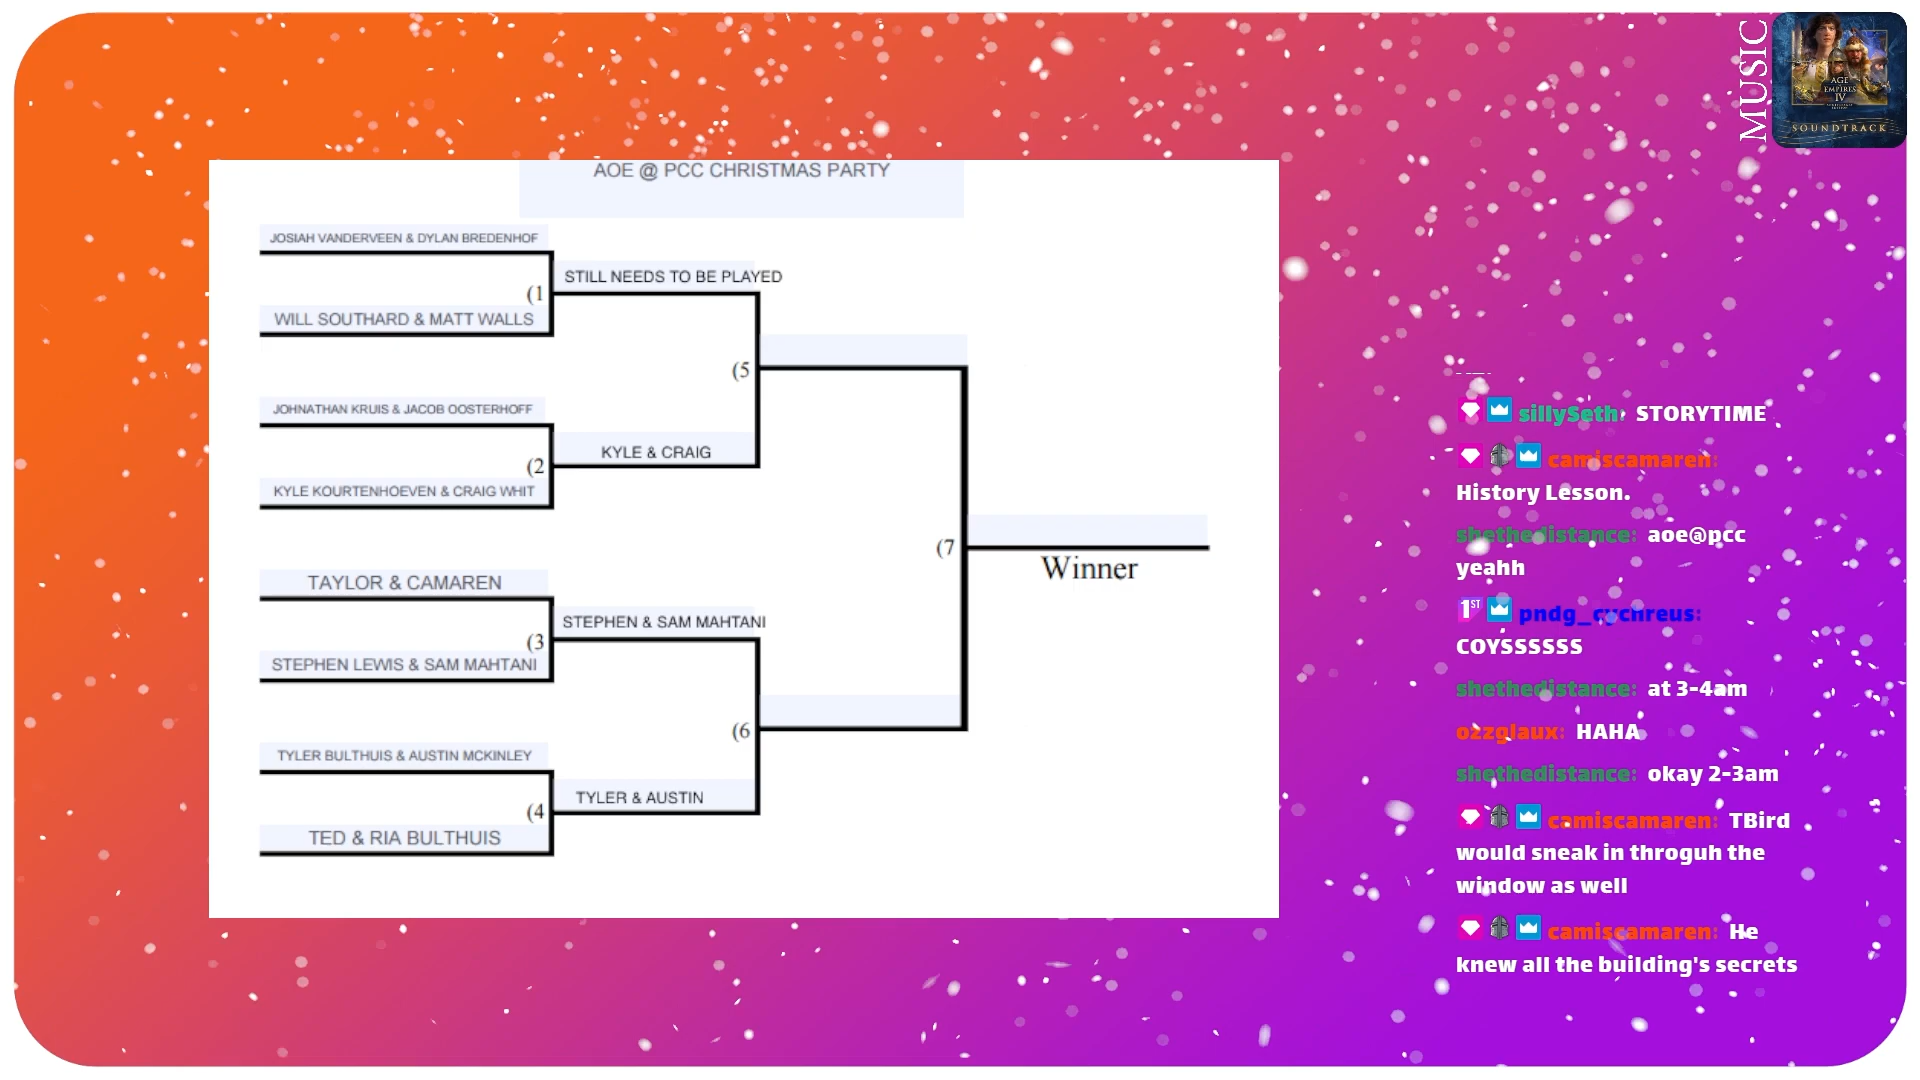 MUSIC
AGE
EMPIRES
IV
SOUNDTRACK
AOE @ PCC CHRISTMAS PARTY
JOSIAH VANDERVEEN & DYLAN BREDENHOF
STILL NEEDS TO BE PLAYED
(1
WILL SOUTHARD & MATT WALLS
(5
JOHNATHAN KRUIS & JACOB OOSTERHOFF
KYLE & CRAIG
(2
KYLE KOURTENHOEVEN & CRAIG WHIT
(7
Winner
TAYLOR & CAMAREN
STEPHEN & SAM MAHTANI
(3
STEPHEN LEWIS & SAM MAHTANI
(6
TYLER BULTHUIS & AUSTIN MCKINLEY
TYLER & AUSTIN
(4
TED & RIA BULTHUIS
sillySeth: STORYTIME
camiscamaren:
History Lesson.
shethedistance: aoe@pcc
yeahh
1ST pndg_cychreus:
COYSSSSSS
shethedistance: at 3-4am
ozzglaux: HAHA
shethedistance: okay 2-3am
camiscamaren: TBird
would sneak in throguh the
window as well
camiscamaren: He
knew all the building's secrets